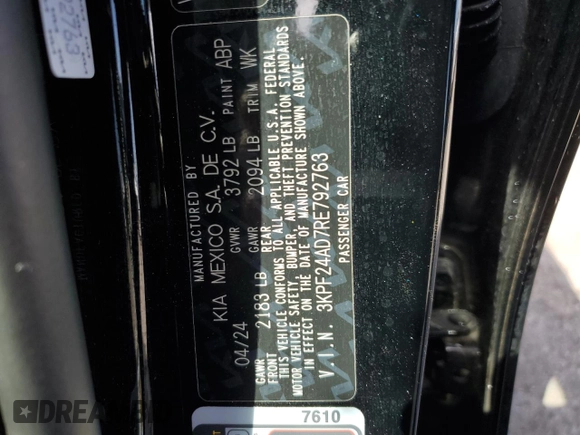 MANUFACTURED BY
KIA MEXICO S.A. DE C.V.
04/24 GVWR 3792 LB PAINT ABP
GAWR FRONT 2183 LB GAWR REAR 2094 LB TRIM WK
THIS VEHICLE CONFORMS TO ALL APPLICABLE U.S.A. FEDERAL
MOTOR VEHICLE SAFETY, BUMPER, AND THEFT PREVENTION STANDARDS
IN EFFECT ON THE DATE OF MANUFACTURE SHOWN ABOVE.
V.I.N. 3KPF24AD7RE792763
PASSENGER CAR
7610